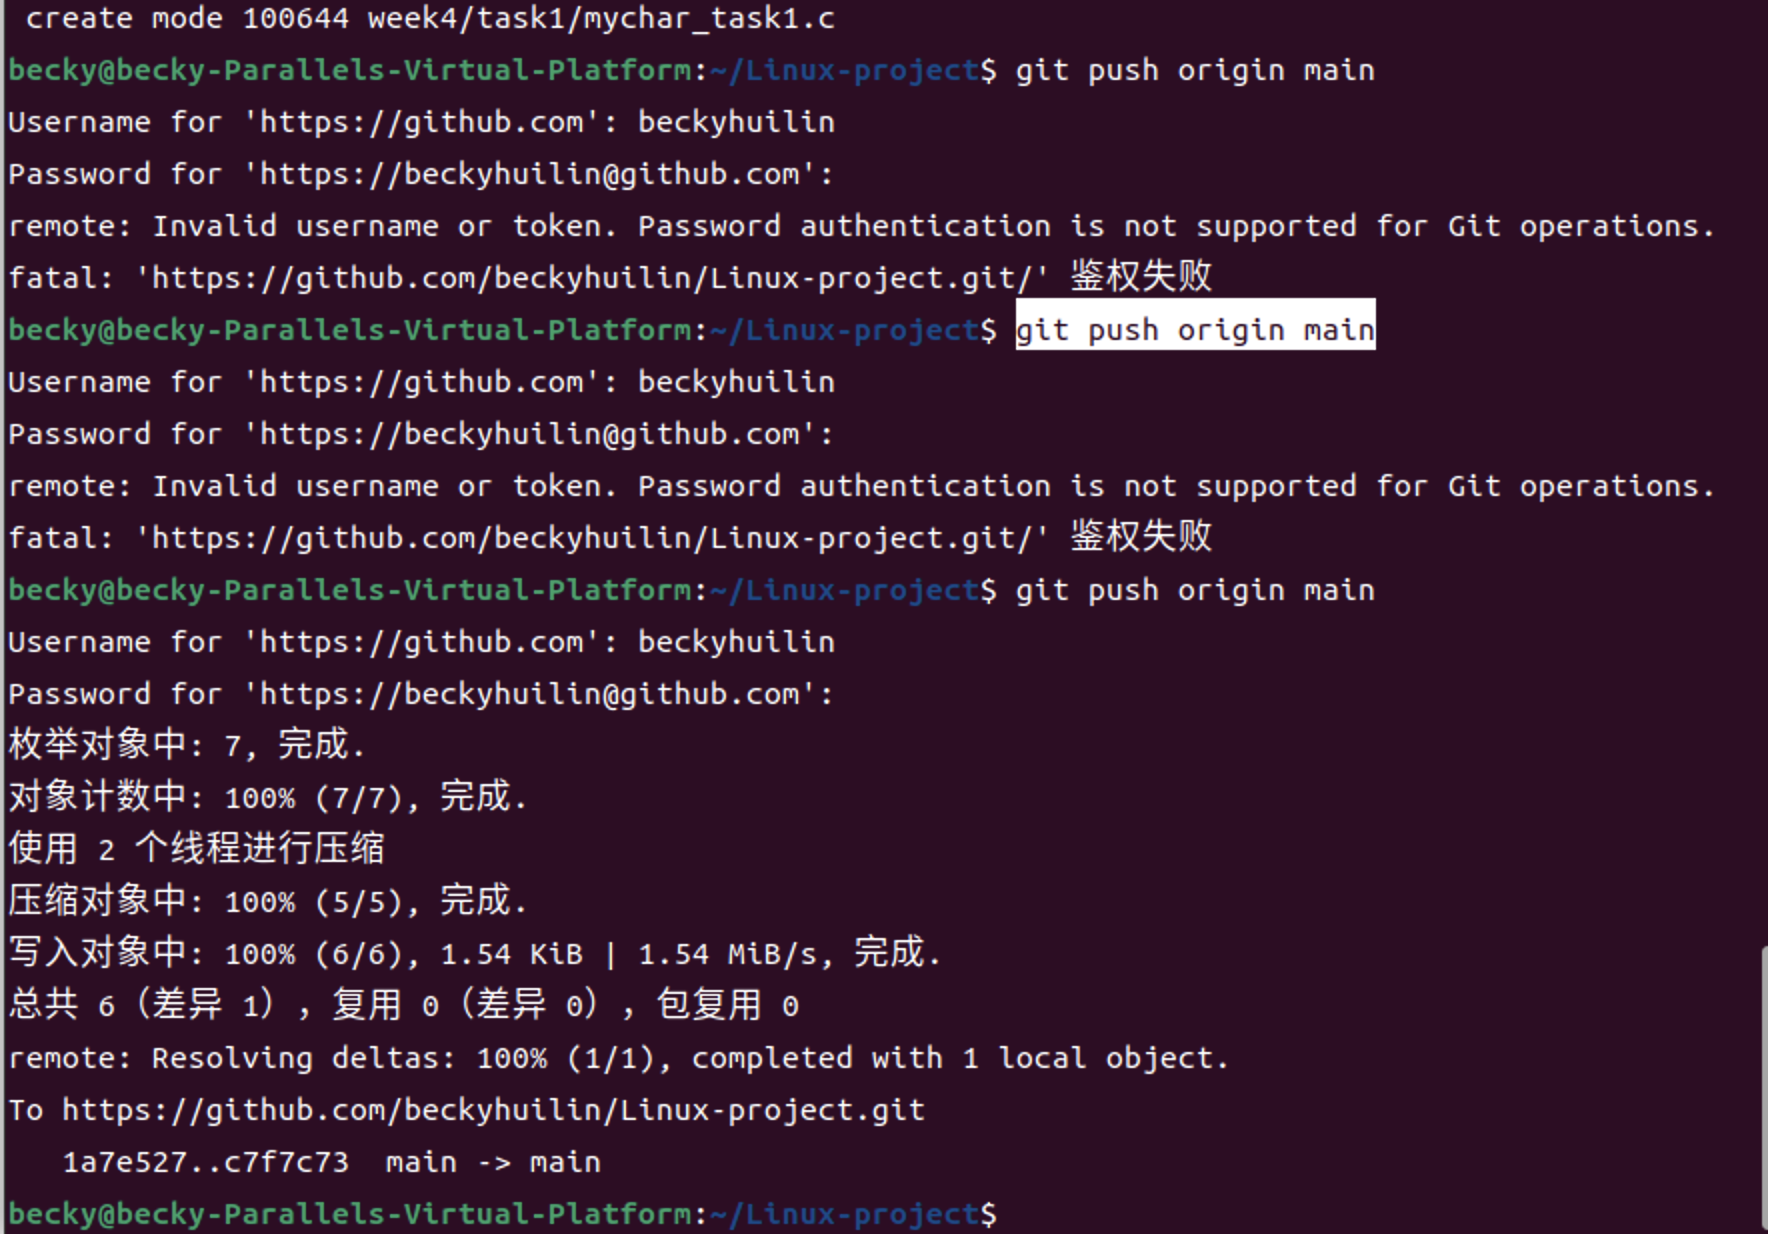 create mode 100644 week4/task1/mychar_task1.c
becky@becky-Parallels-Virtual-Platform:~/Linux-project$ git push origin main
Username for 'https://github.com': beckyhuilin
Password for 'https://beckyhuilin@github.com':
remote: Invalid username or token. Password authentication is not supported for Git operations.
fatal: 'https://github.com/beckyhuilin/Linux-project.git/' 鉴权失败
becky@becky-Parallels-Virtual-Platform:~/Linux-project$ git push origin main
Username for 'https://github.com': beckyhuilin
Password for 'https://beckyhuilin@github.com':
remote: Invalid username or token. Password authentication is not supported for Git operations.
fatal: 'https://github.com/beckyhuilin/Linux-project.git/' 鉴权失败
becky@becky-Parallels-Virtual-Platform:~/Linux-project$ git push origin main
Username for 'https://github.com': beckyhuilin
Password for 'https://beckyhuilin@github.com':
枚举对象中: 7, 完成.
对象计数中: 100% (7/7), 完成.
使用 2 个线程进行压缩
压缩对象中: 100% (5/5), 完成.
写入对象中: 100% (6/6), 1.54 KiB | 1.54 MiB/s, 完成.
总共 6（差异 1），复用 0（差异 0），包复用 0
remote: Resolving deltas: 100% (1/1), completed with 1 local object.
To https://github.com/beckyhuilin/Linux-project.git
1a7e527..c7f7c73  main -> main
becky@becky-Parallels-Virtual-Platform:~/Linux-project$